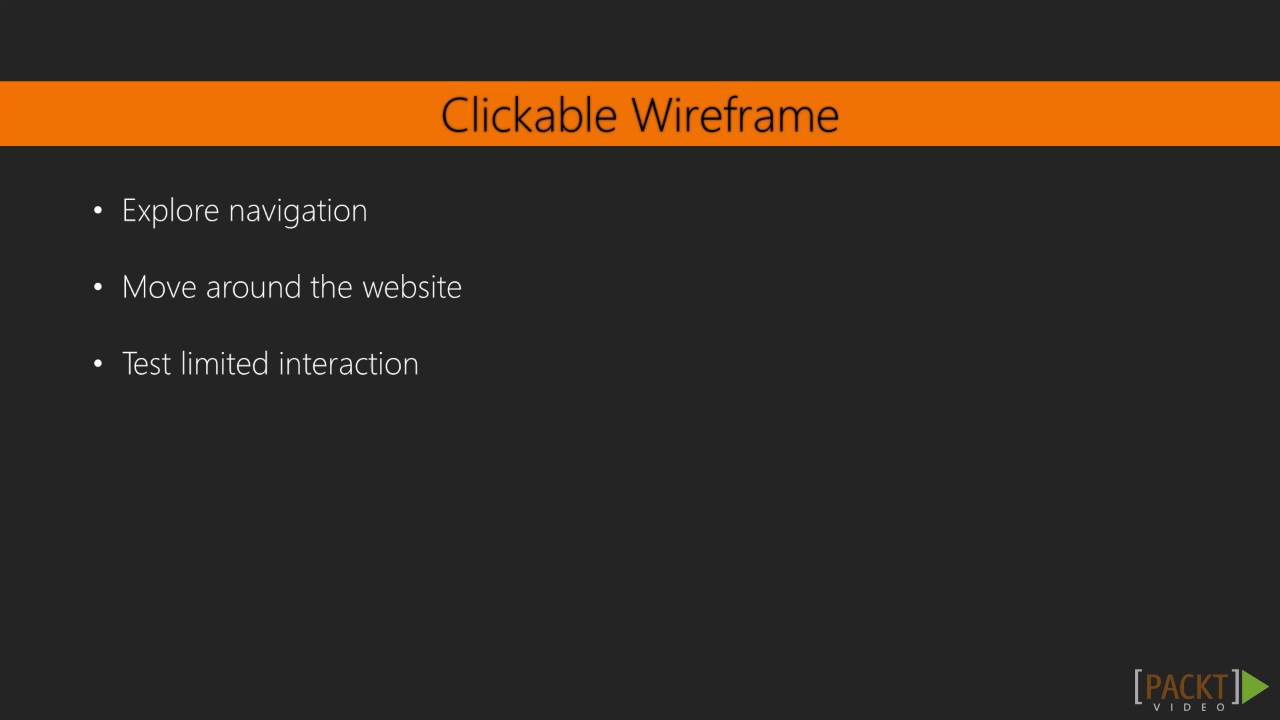 Clickable Wireframe
• Explore navigation
• Move around the website
• Test limited interaction
[PACKT]
VIDEO